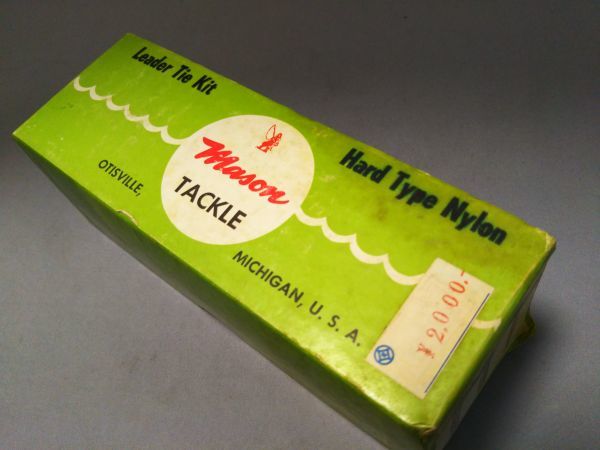 Leader Tie Kit
Mason
TACKLE
Hard Type Nylon
OTISVILLE,
MICHIGAN, U. S. A.
¥2,000.-